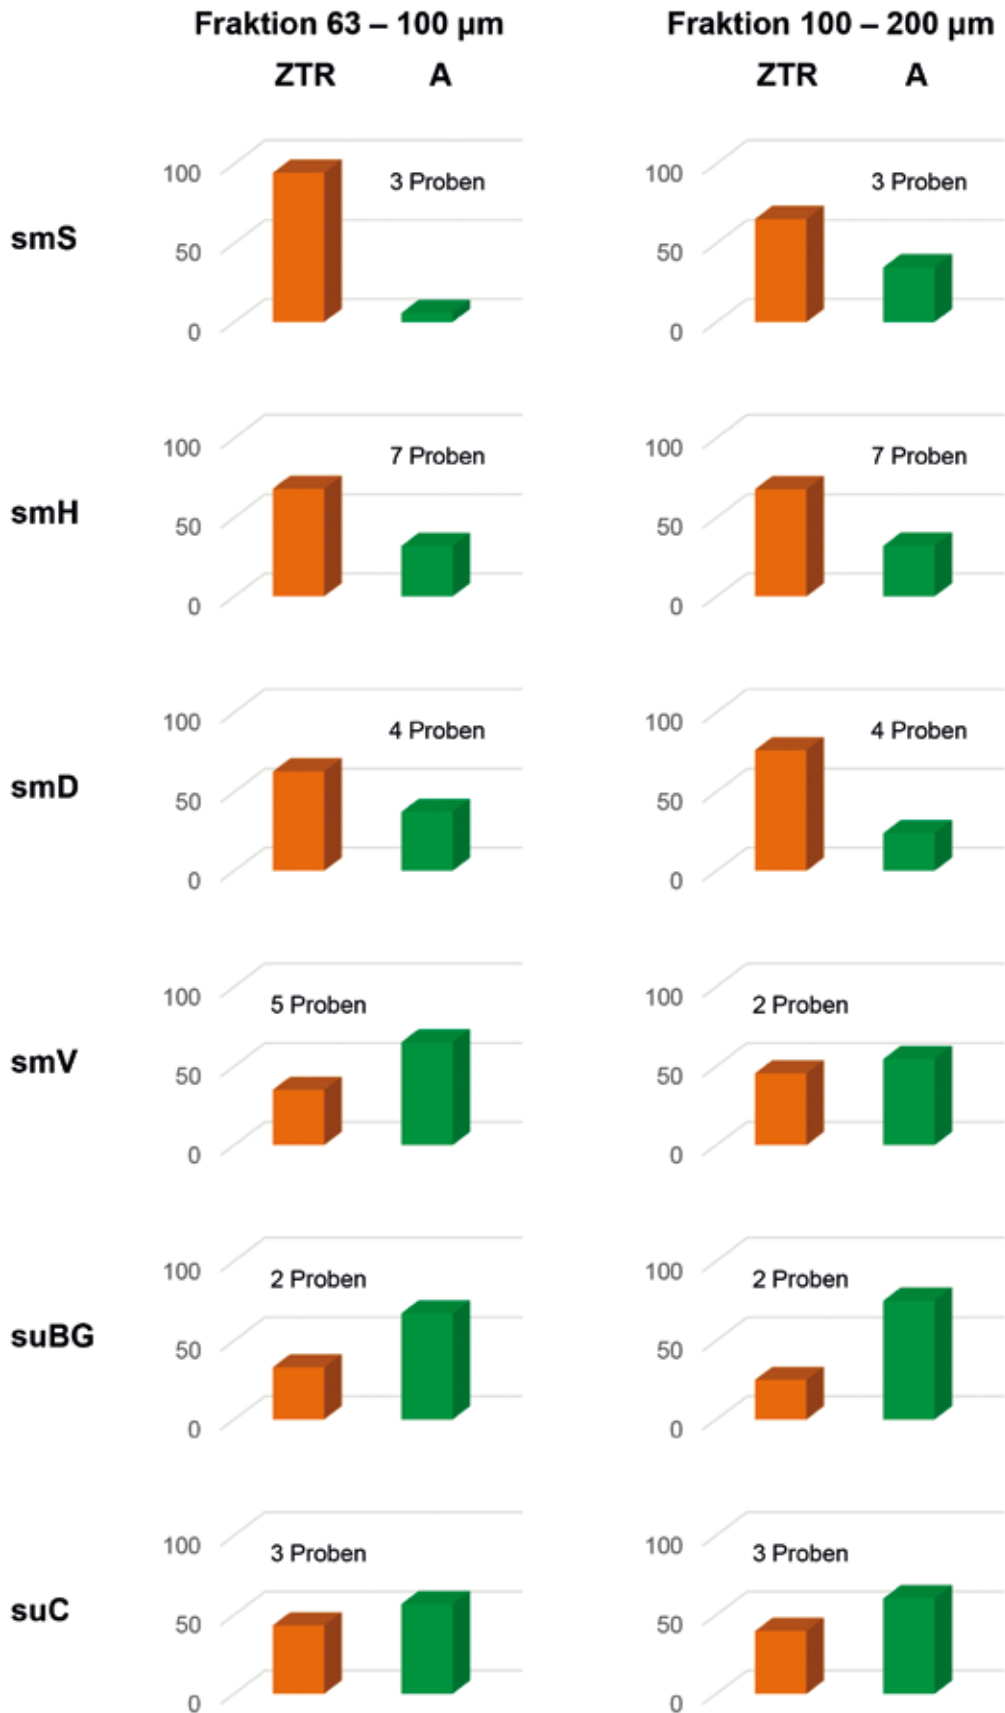 Fraktion 63 – 100 µm Fraktion 100 – 200 µm
ZTR A ZTR A
smS
100
50
0
3 Proben
100
50
0
3 Proben
smH
100
50
0
7 Proben
100
50
0
7 Proben
smD
100
50
0
4 Proben
100
50
0
4 Proben
smV
100
50
0
5 Proben
100
50
0
2 Proben
suBG
100
50
0
2 Proben
100
50
0
2 Proben
suC
100
50
0
3 Proben
100
50
0
3 Proben